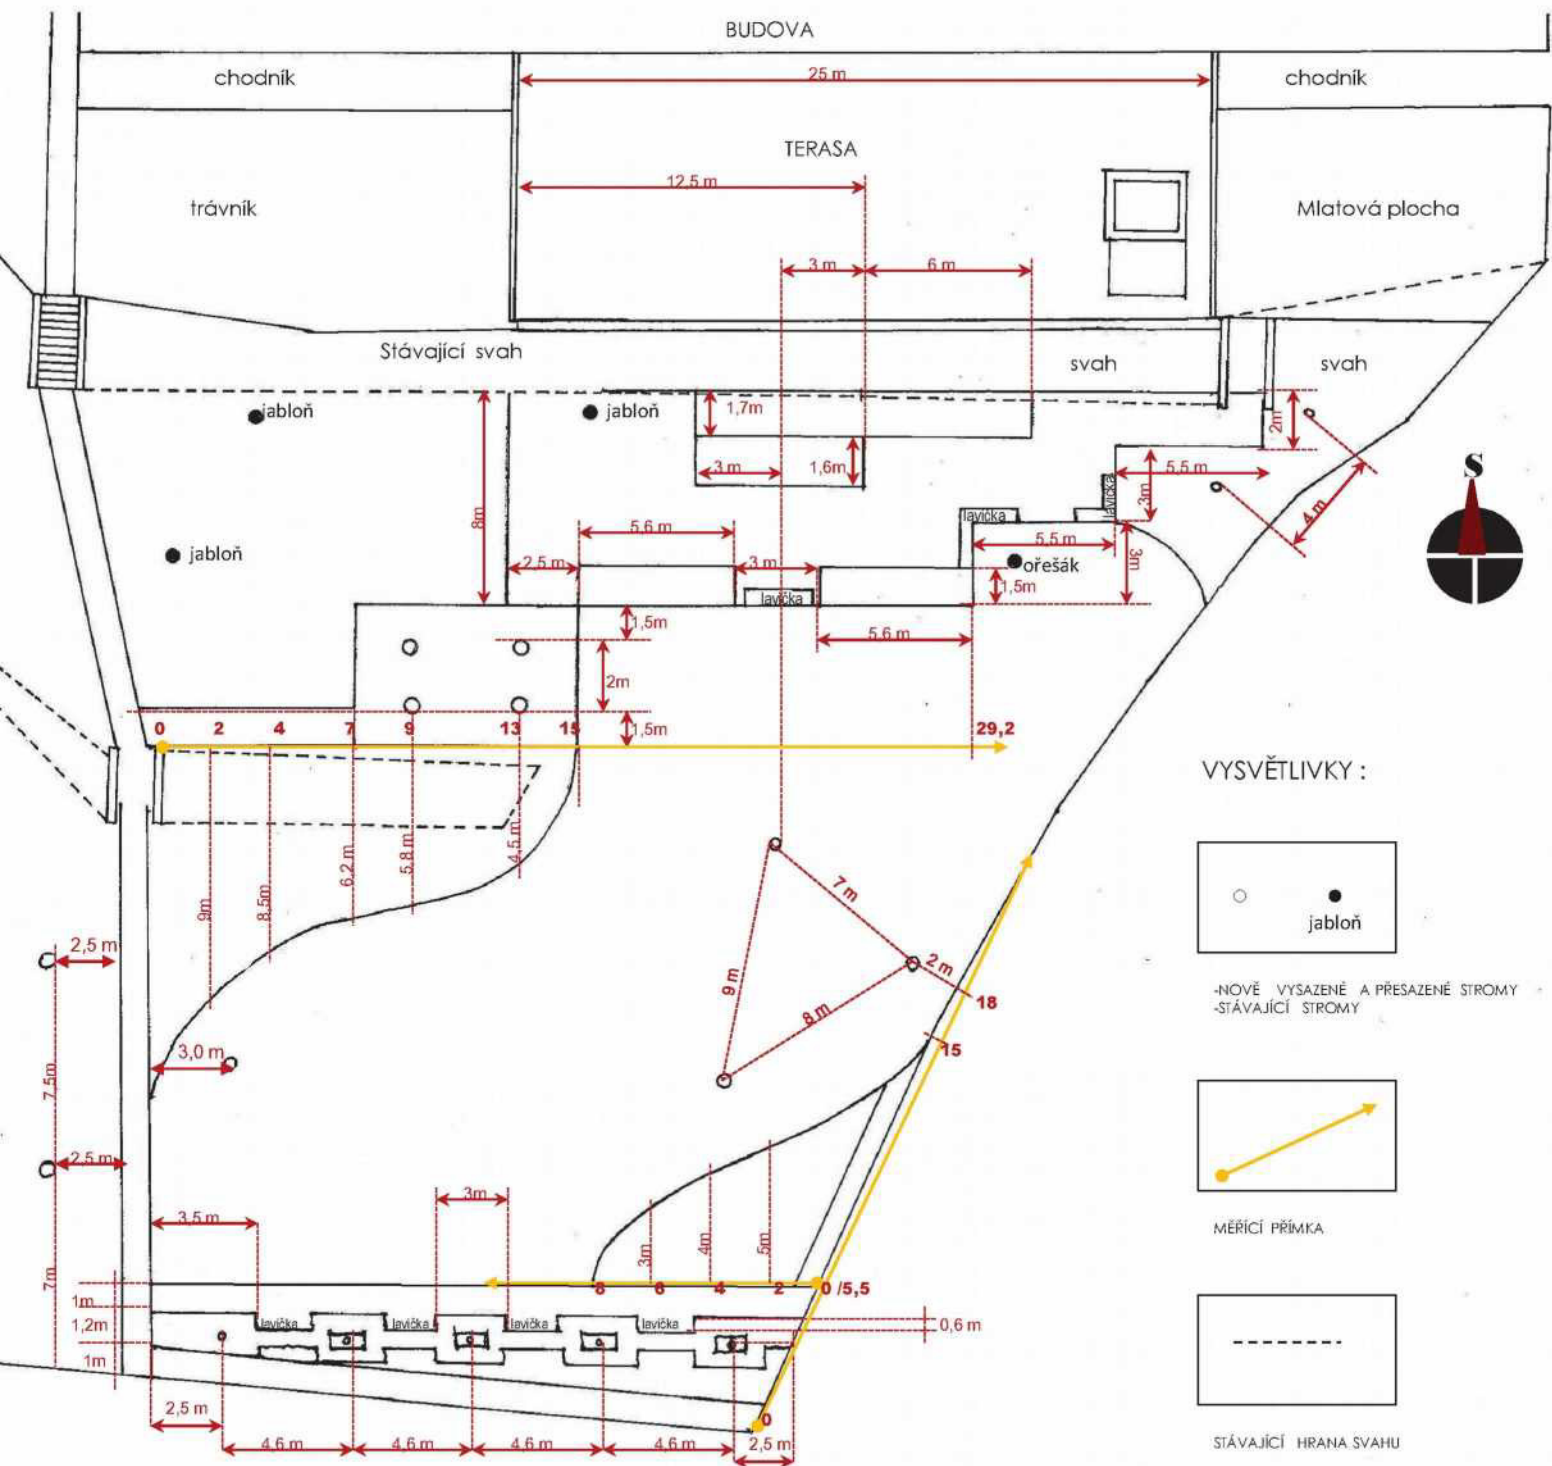 BUDOVA
chodník
25 m
chodník
TERASA
12,5 m
trávník
Mlatová plocha
3 m
6 m
Stávající svah
svah
svah
jabloň
jabloň
1,7m
2m
3 m
1,6m
5,5 m
3m
lavička
4 m
S
8m
5,6 m
lavička
5,5 m
3m
jabloň
2,5 m
3 m
ořešák
1,5m
lavička
1,5m
5,6 m
2m
1,5m
0 2 4 7 9 13 15 29,2
VYSVĚTLIVKY :
9m
8,5m
6,2 m
5,8 m
4,5 m
7 m
jabloň
2,5 m
9 m
2 m
18
-NOVĚ VYSAZENÉ A PŘESAZENÉ STROMY
-STÁVAJÍCÍ STROMY
8 m
15
3,0 m
7,5m
2,5 m
3m
3,5 m
3m
4m
5m
MĚŘÍCÍ PŘÍMKA
7m
8 6 4 2 0 /5,5
1m
1,2m
lavička
lavička
lavička
lavička
0,6 m
1m
2,5 m
0
4,6 m
4,6 m
4,6 m
4,6 m
2,5 m
STÁVAJÍCÍ HRANA SVAHU